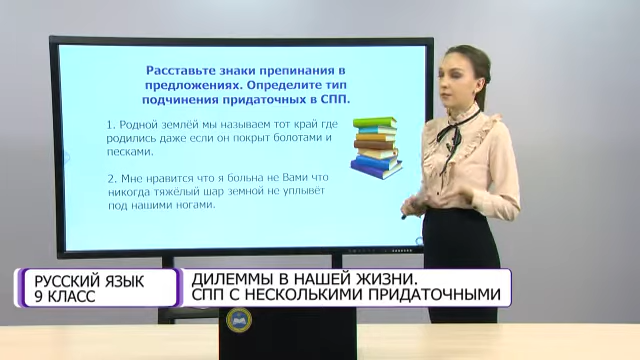 Расставьте знаки препинания в
предложениях. Определите тип
подчинения придаточных в СПП.
1. Родной землёй мы называем тот край где
родились даже если он покрыт болотами и
песками.
2. Мне нравится что я больна не Вами что
никогда тяжёлый шар земной не уплывёт
под нашими ногами.
РУССКИЙ ЯЗЫК
9 КЛАСС
ДИЛЕММЫ В НАШЕЙ ЖИЗНИ.
СПП С НЕСКОЛЬКИМИ ПРИДАТОЧНЫМИ